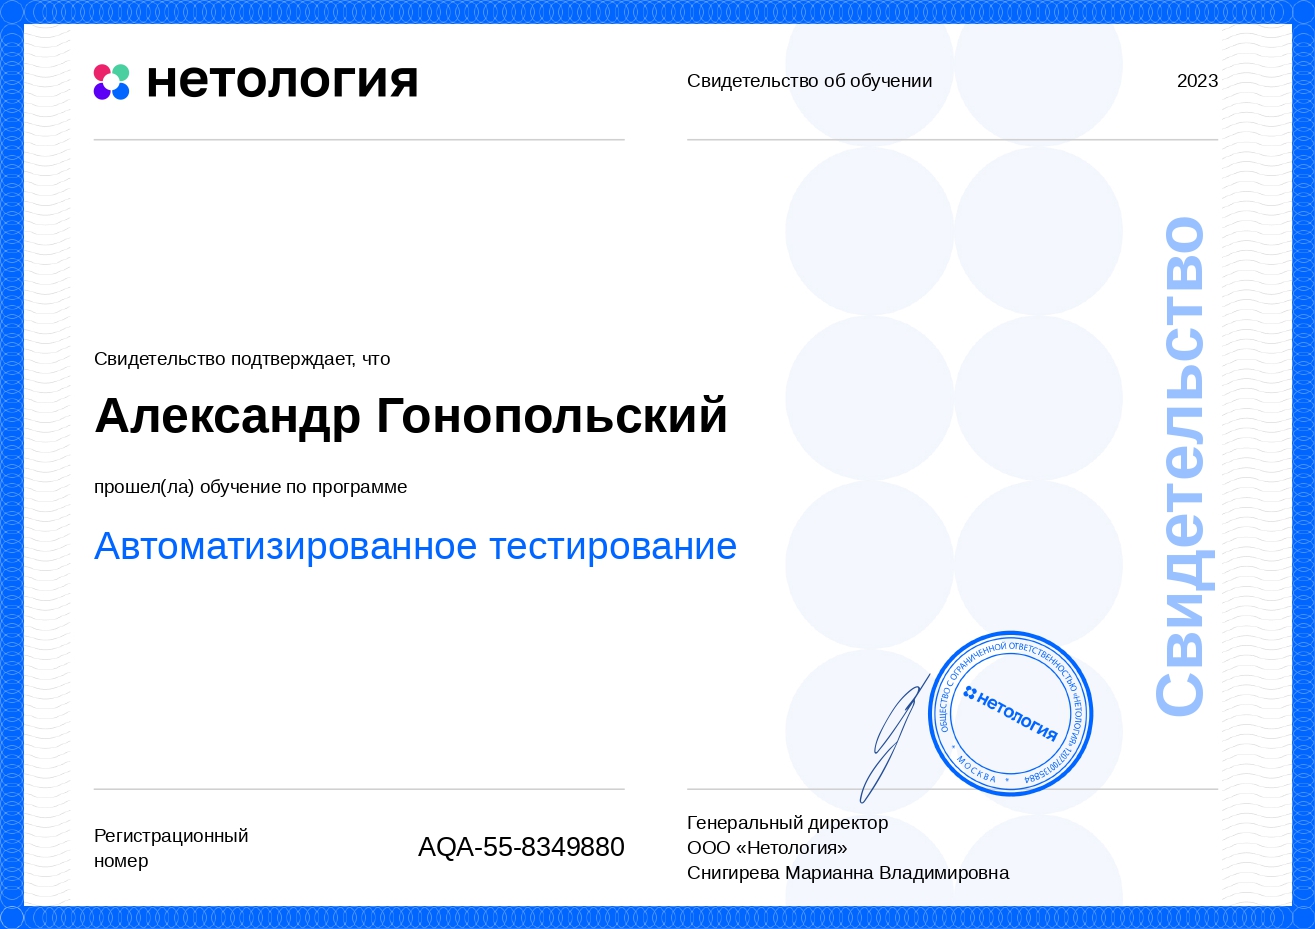 нетология
Свидетельство об обучении
2023
Свидетельство подтверждает, что
Александр Гонопольский
прошел(ла) обучение по программе
Автоматизированное тестирование
Свидетельство
ОБЩЕСТВО С ОГРАНИЧЕННОЙ ОТВЕТСТВЕННОСТЬЮ «НЕТОЛОГИЯ» 1207700135884
* МОСКВА *
нетология
Регистрационный
номер
AQA-55-8349880
Генеральный директор
ООО «Нетология»
Снигирева Марианна Владимировна